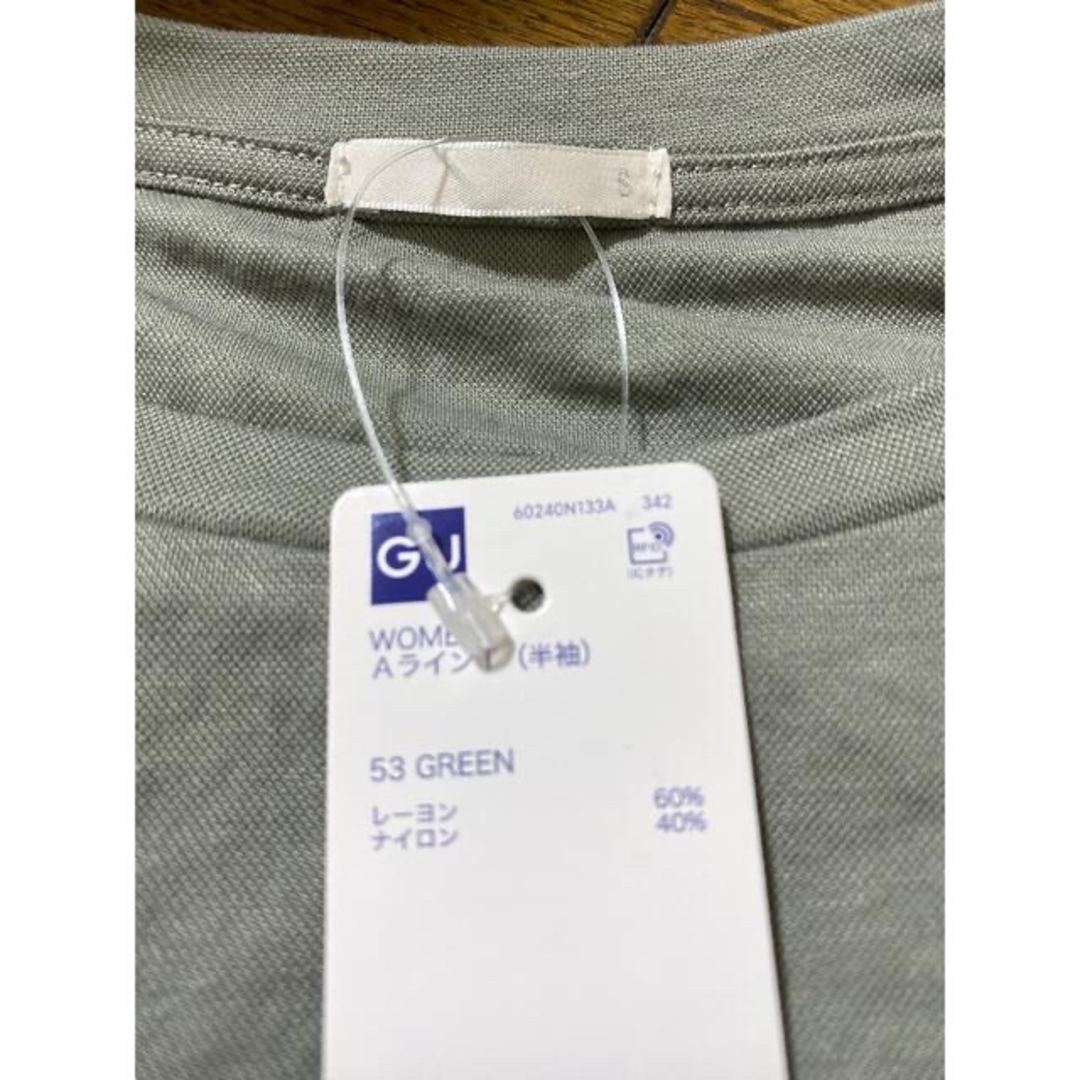 S
60240N133A 342
GU
RFID
(ICタグ)
Aライン (半袖)
53 GREEN
レーヨン 60%
ナイロン 40%